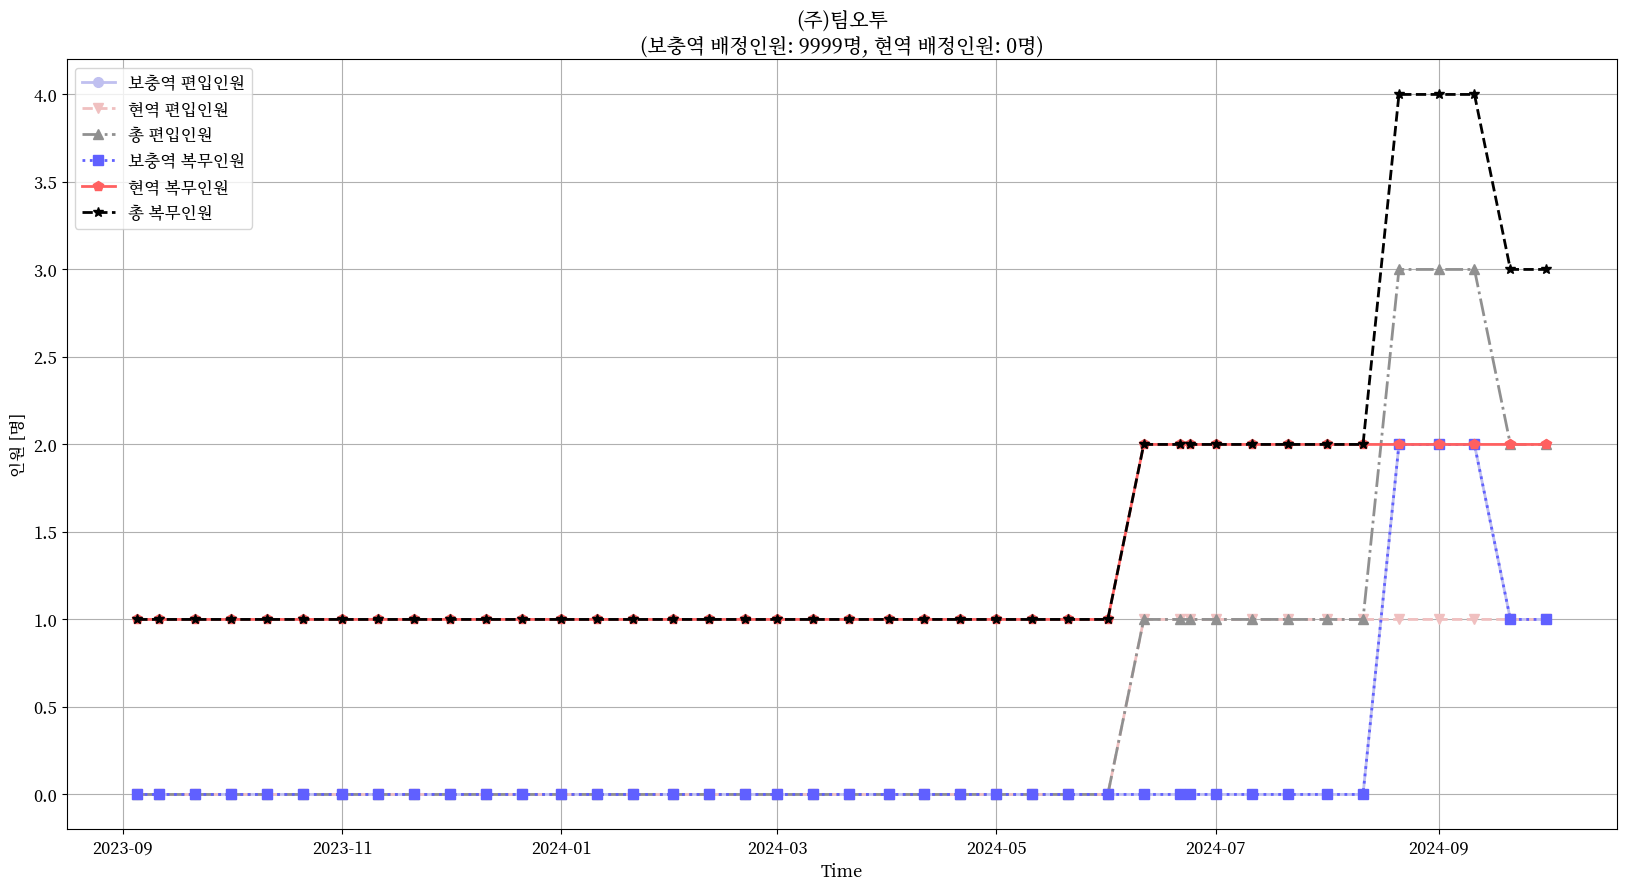 (주)팀오투
(보충역 배정인원: 9999명, 현역 배정인원: 0명)
보충역 편입인원
현역 편입인원
총 편입인원
보충역 복무인원
현역 복무인원
총 복무인원
4.0
3.5
3.0
2.5
2.0
1.5
1.0
0.5
0.0
인원 [명]
2023-09 2023-11 2024-01 2024-03 2024-05 2024-07 2024-09
Time